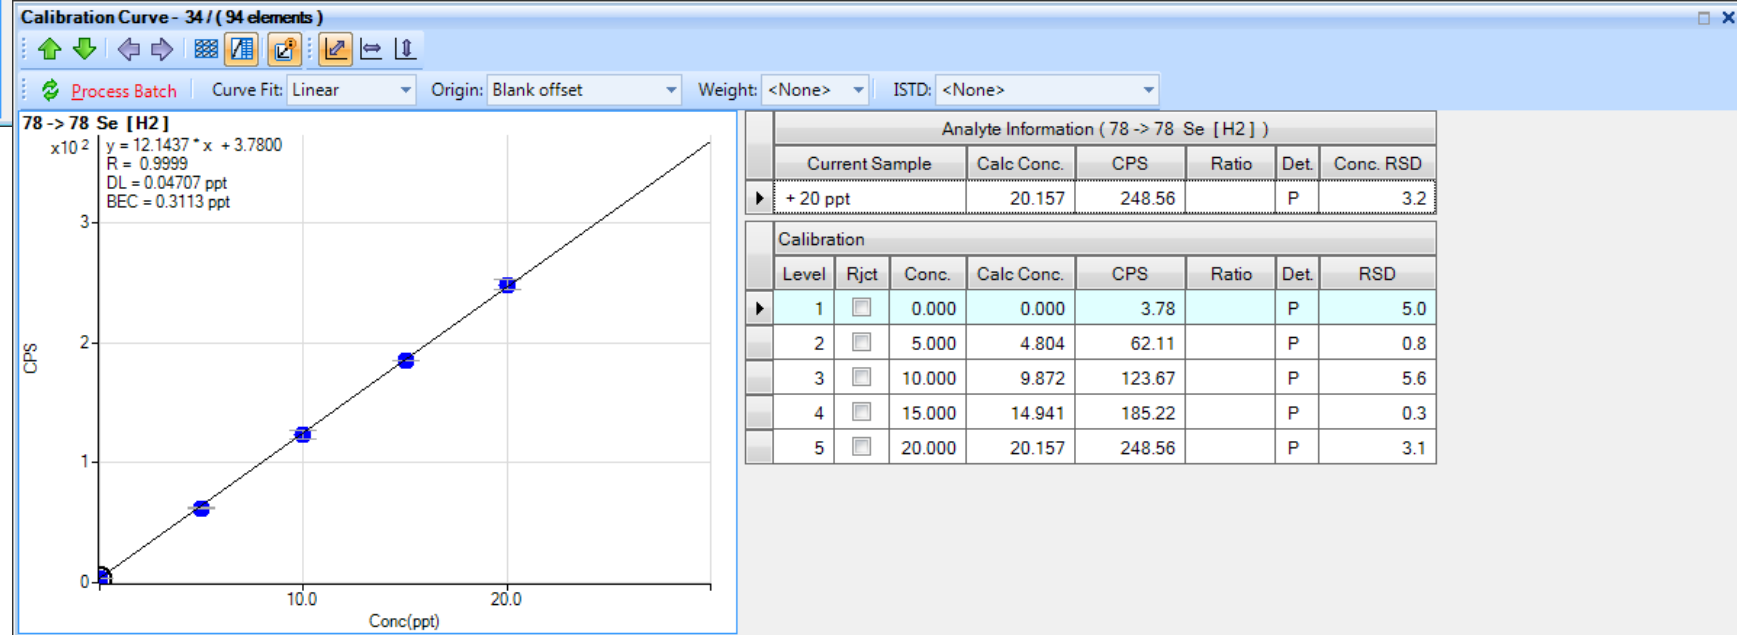 Calibration Curve - 34 / ( 94 elements )
Process Batch Curve Fit: Linear Origin: Blank offset Weight: <None> ISTD: <None>
78 -> 78 Se [ H2 ]
x10 2
y = 12.1437 * x + 3.7800
R = 0.9999
DL = 0.04707 ppt
BEC = 0.3113 ppt
3
2
1
0
CPS
10.0 20.0
Conc(ppt)
Analyte Information ( 78 -> 78 Se [ H2 ] )
Current Sample Calc Conc. CPS Ratio Det. Conc. RSD
+ 20 ppt 20.157 248.56 P 3.2
Calibration
Level Rjct Conc. Calc Conc. CPS Ratio Det. RSD
1 0.000 0.000 3.78 P 5.0
2 5.000 4.804 62.11 P 0.8
3 10.000 9.872 123.67 P 5.6
4 15.000 14.941 185.22 P 0.3
5 20.000 20.157 248.56 P 3.1